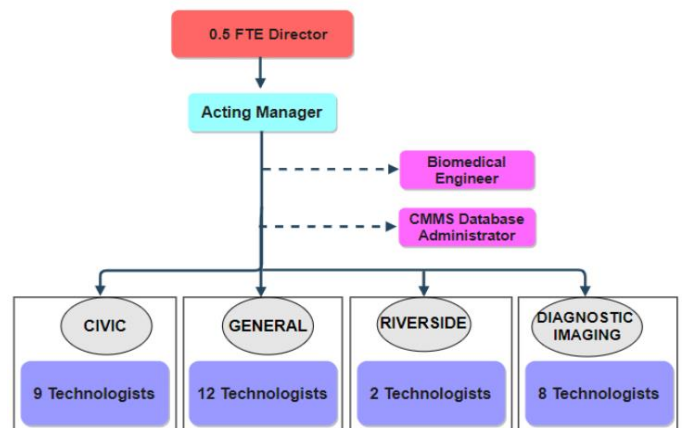 0.5 FTE Director
Acting Manager
Biomedical
Engineer
CMMS Database
Administrator
CIVIC
GENERAL
RIVERSIDE
DIAGNOSTIC
IMAGING
9 Technologists
12 Technologists
2 Technologists
8 Technologists